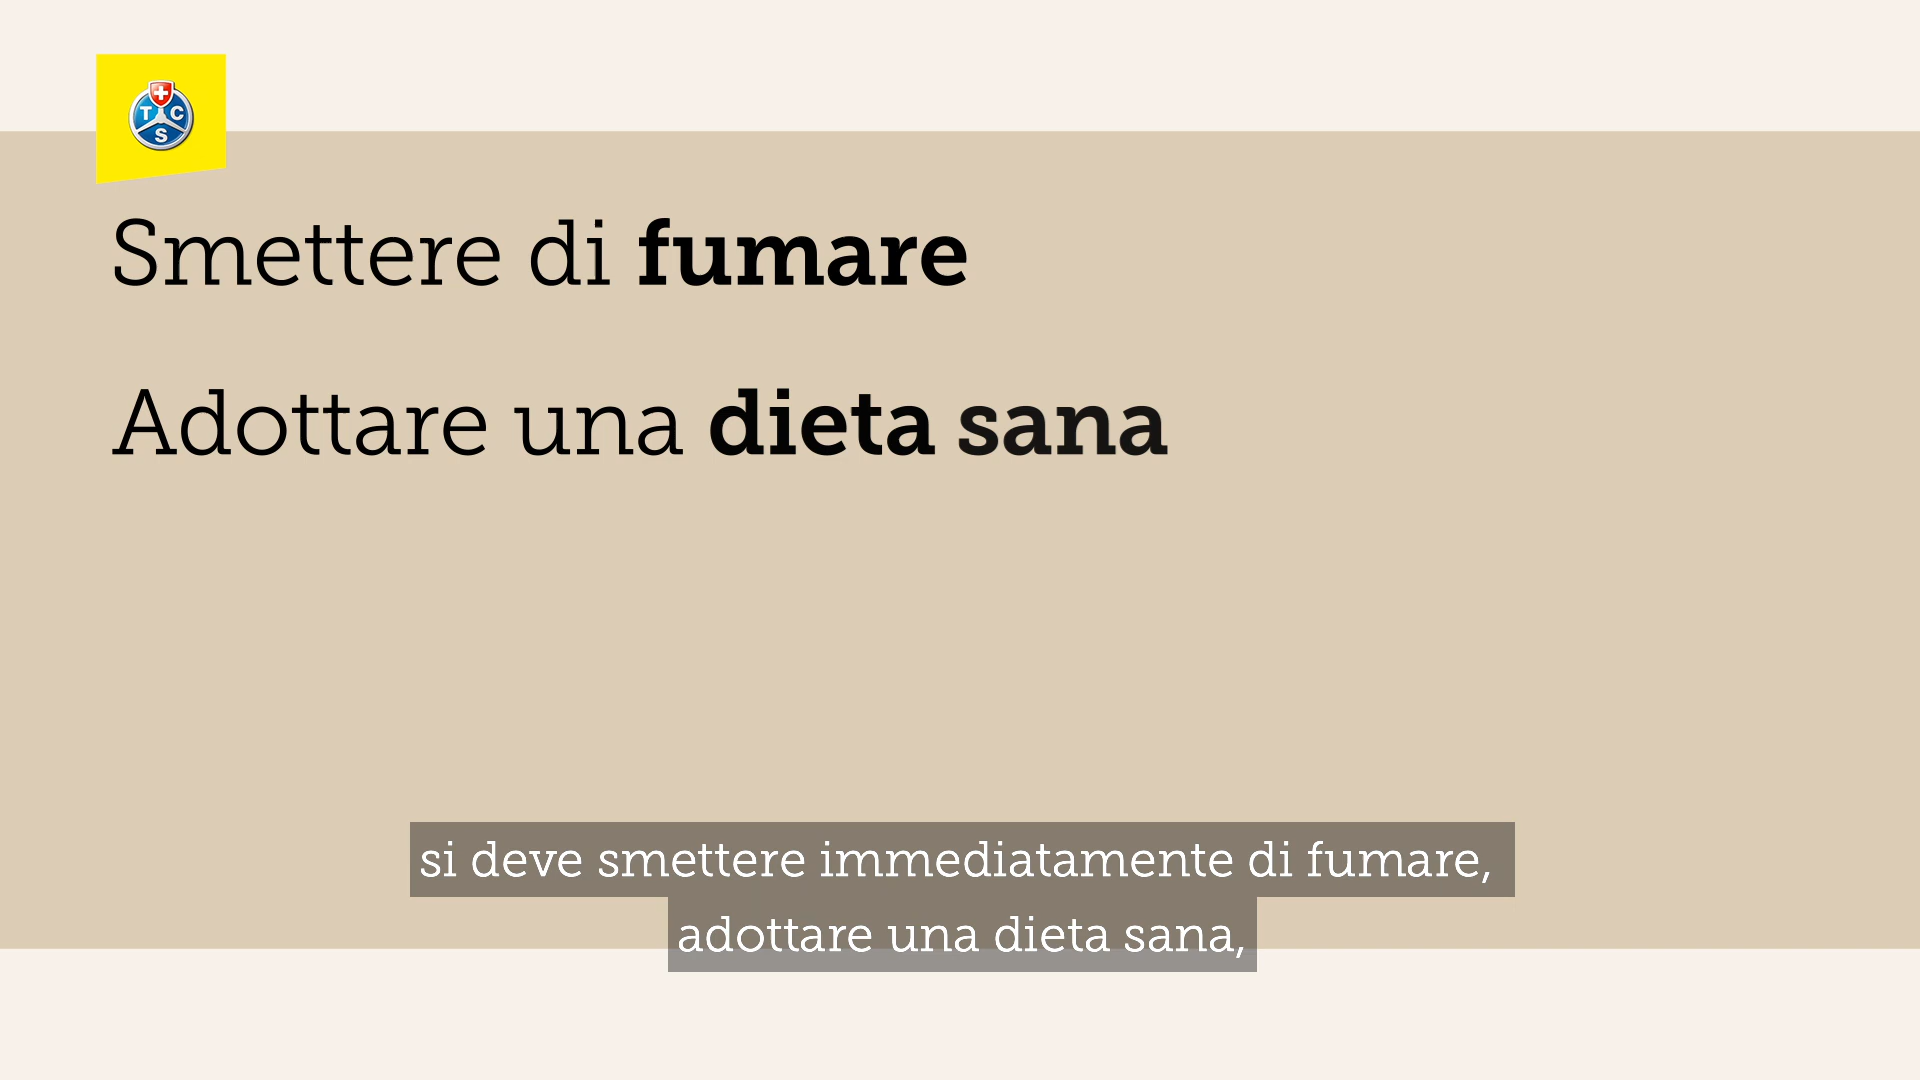 TCS
Smettere di fumare
Adottare una dieta sana
si deve smettere immediatamente di fumare,
adottare una dieta sana,